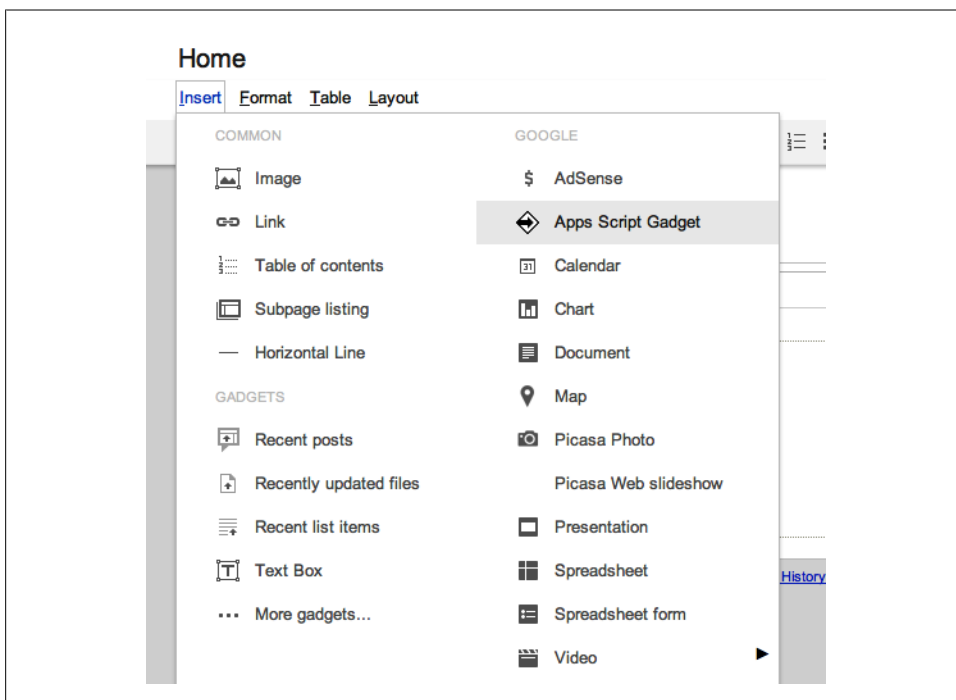 Home
Insert Format Table Layout
COMMON
Image
Link
Table of contents
Subpage listing
Horizontal Line
GADGETS
Recent posts
Recently updated files
Recent list items
Text Box
More gadgets...
GOOGLE
$ AdSense
Apps Script Gadget
31 Calendar
Chart
Document
Map
Picasa Photo
Picasa Web slideshow
Presentation
Spreadsheet
Spreadsheet form
Video
History